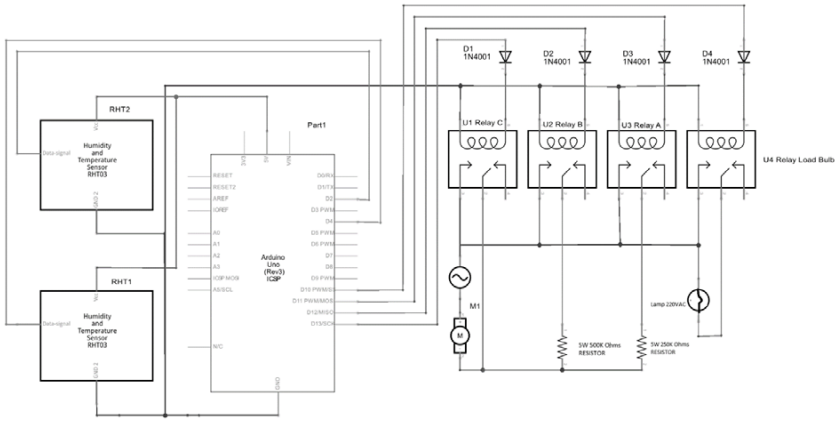 D1
1N4001
D2
1N4001
D3
1N4001
D4
1N4001
RHT2
Humidity
and
Temperature
Sensor
RHT03
Data-signal
GND 2
Part1
U1 Relay C
U2 Relay B
U3 Relay A
U4 Relay Load Bulb
RESET
RESET2
AREF
IOREF
A0
A1
A2
A3
A5/SCL
N/C
Arduino
Uno
(Rev3)
D0/RX
D1/TX
D2
D3 PWM
D4
D5 PWM
D6 PWM
D7
D8
D9 PWM
D10 PWM/SS
D11 PWM/MOSI
D12/MISO
D13/SCK
GND
RHT1
Humidity
and
Temperature
Sensor
RHT03
Data-signal
GND 2
M1
M
Lamp 220VAC
5W 500K Ohms
RESISTOR
5W 250K Ohms
RESISTOR